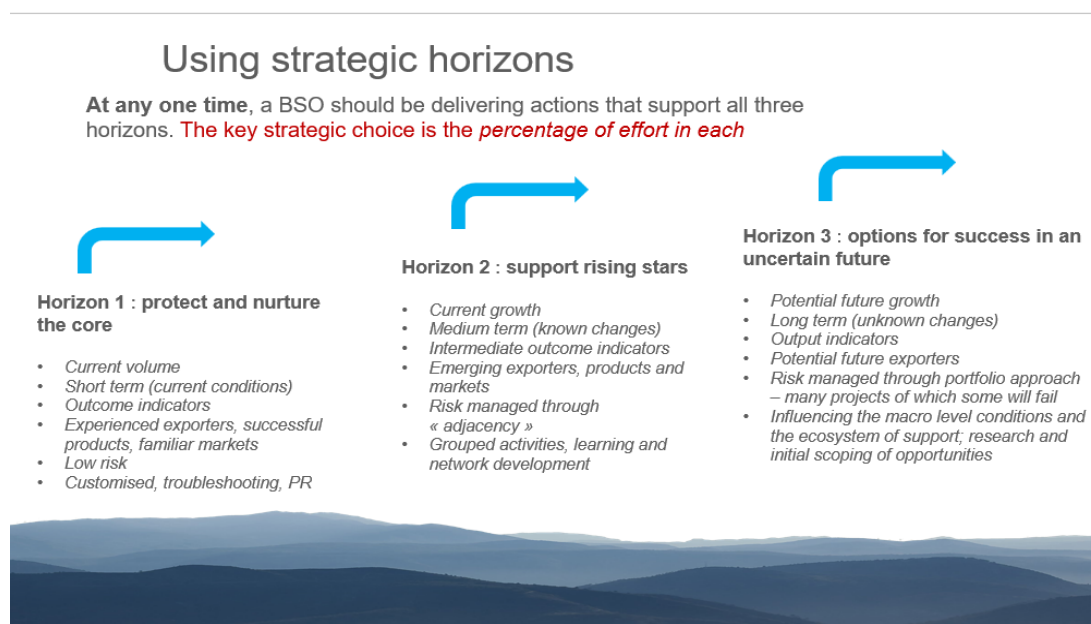 Using strategic horizons
At any one time, a BSO should be delivering actions that support all three
horizons. The key strategic choice is the percentage of effort in each
Horizon 1 : protect and nurture
the core
• Current volume
• Short term (current conditions)
• Outcome indicators
• Experienced exporters, successful
products, familiar markets
• Low risk
• Customised, troubleshooting, PR
Horizon 2 : support rising stars
• Current growth
• Medium term (known changes)
• Intermediate outcome indicators
• Emerging exporters, products and
markets
• Risk managed through
« adjacency »
• Grouped activities, learning and
network development
Horizon 3 : options for success in an
uncertain future
• Potential future growth
• Long term (unknown changes)
• Output indicators
• Potential future exporters
• Risk managed through portfolio approach
– many projects of which some will fail
• Influencing the macro level conditions and
the ecosystem of support; research and
initial scoping of opportunities